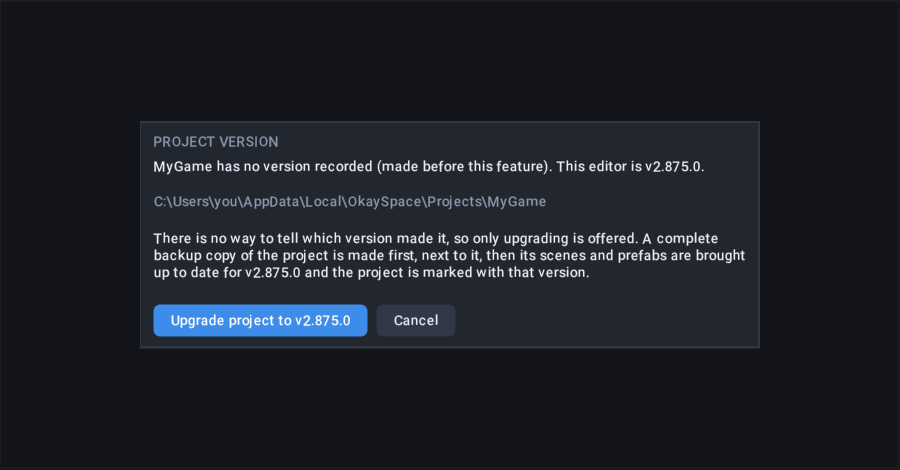 PROJECT VERSION
MyGame has no version recorded (made before this feature). This editor is v2.875.0.
C:\Users\you\AppData\Local\OkaySpace\Projects\MyGame
There is no way to tell which version made it, so only upgrading is offered. A complete
backup copy of the project is made first, next to it, then its scenes and prefabs are brought
up to date for v2.875.0 and the project is marked with that version.
Upgrade project to v2.875.0
Cancel